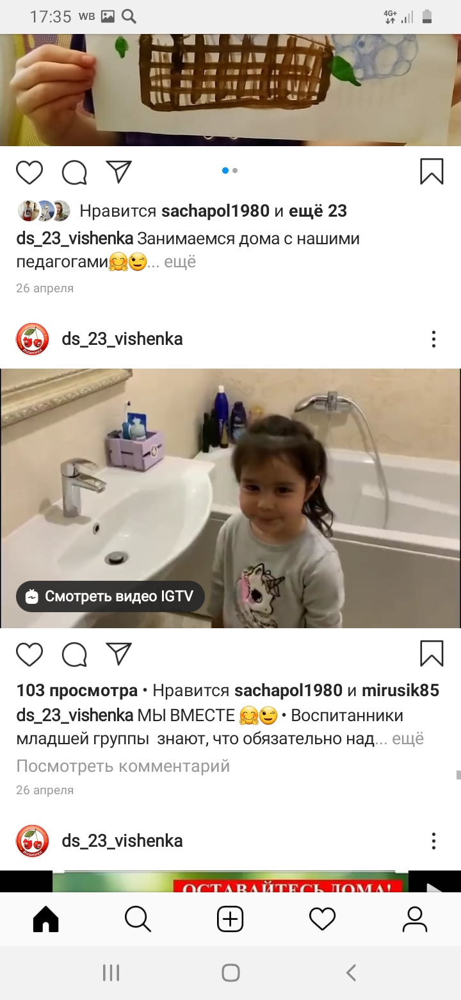 17:35 WB 4G+
Нравится sachapol1980 и ещё 23
ds_23_vishenka Занимаемся дома с нашими
педагогами🤗😉... ещё
26 апреля
ds_23_vishenka
Смотреть видео IGTV
103 просмотра • Нравится sachapol1980 и mirusik85
ds_23_vishenka МЫ ВМЕСТЕ 🤗😉 • Воспитанники
младшей группы знают, что обязательно над... ещё
Посмотреть комментарий
26 апреля
ds_23_vishenka
ОСТАВАЙТЕСЬ ДОМА!